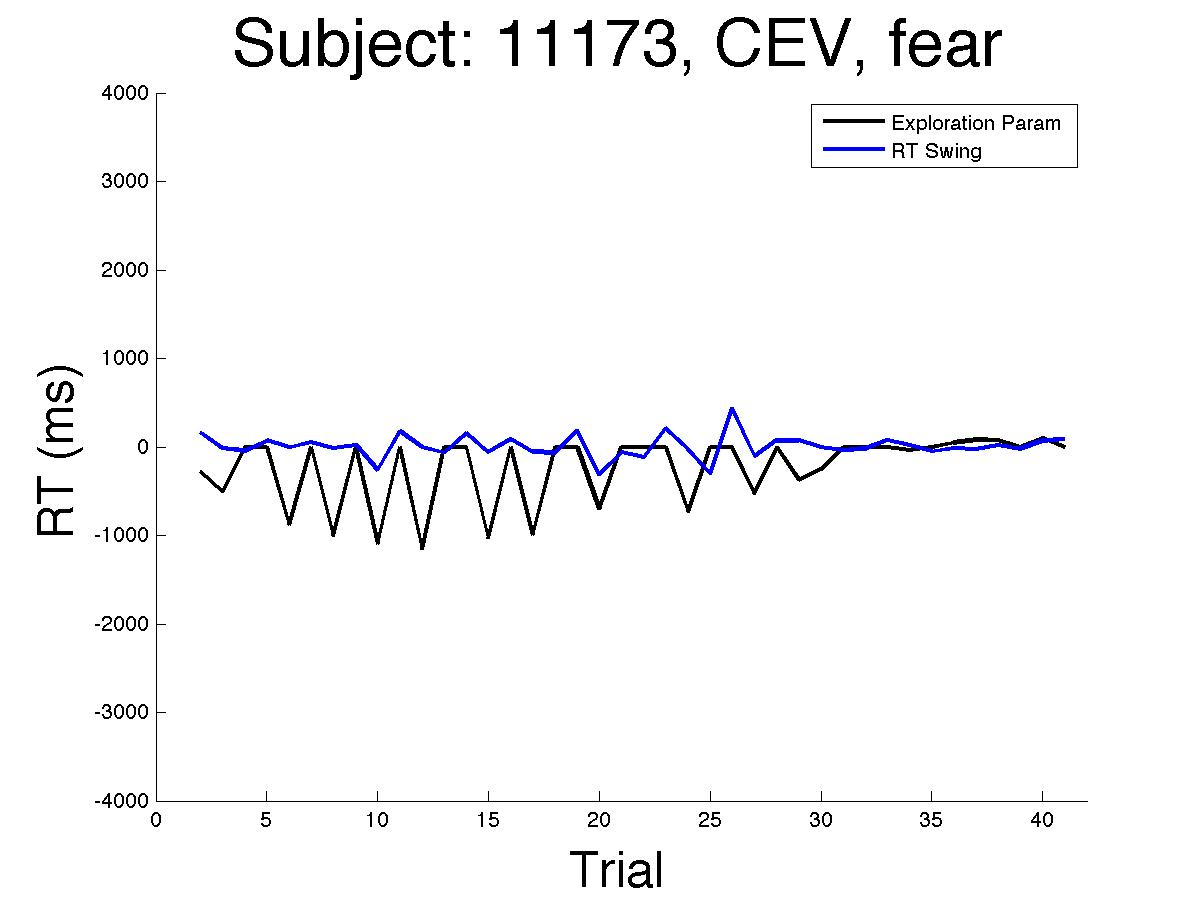 Subject: 11173, CEV, fear
Exploration Param
RT Swing
4000
3000
2000
1000
0
-1000
-2000
-3000
-4000
RT (ms)
0 5 10 15 20 25 30 35 40
Trial